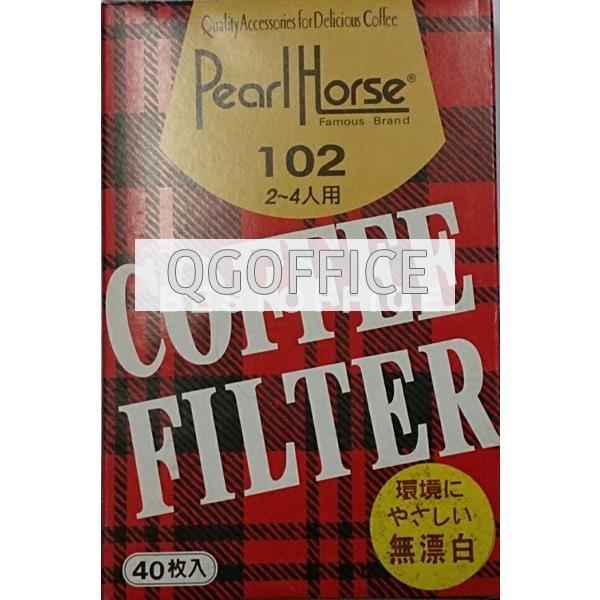 Quality Accessories for Delicious Coffee
Pearl Horse®
Famous Brand
102
2~4人用
COFFEE
QGOFFICE
FILTER
環境に
やさしい
無漂白
40枚入